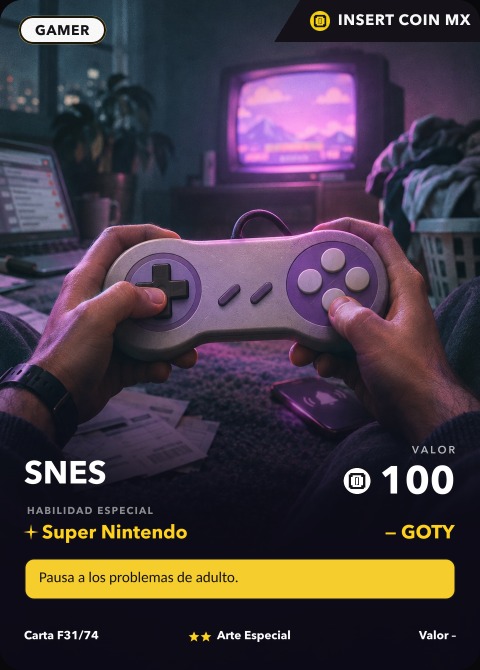 GAMER
INSERT COIN MX
VALOR
SNES
100
HABILIDAD ESPECIAL
Super Nintendo
– GOTY
Pausa a los problemas de adulto.
Carta F31/74
Arte Especial
Valor –